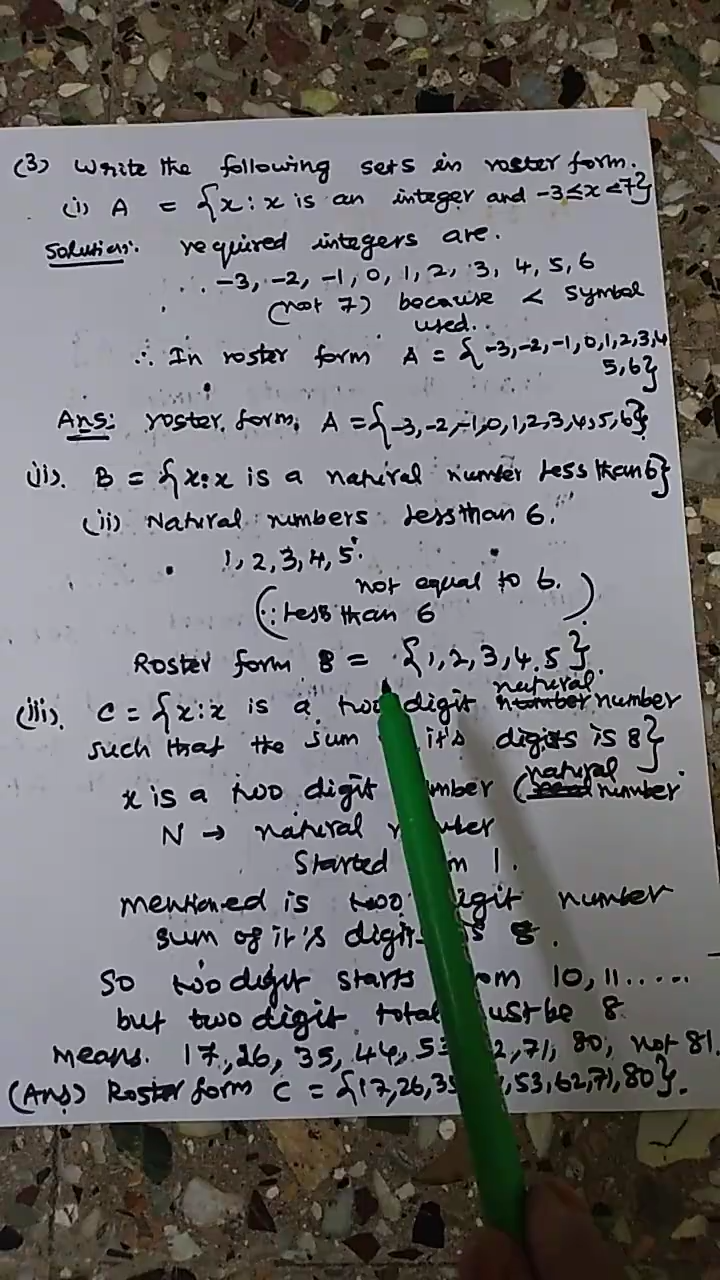 (3) Write the following sets in roster form.
(i) A = {x : x is an integer and -3≤x<7}
Solution: required integers are.
-3, -2, -1, 0, 1, 2, 3, 4, 5, 6
(not 7) because < symbol
used..
∴ In roster form A = {-3,-2,-1,0,1,2,3,4
5,6}
Ans: roster form, A = {-3,-2,-1,0,1,2,3,4,5,6}
(ii). B = {x:x is a natural number less than 6}
(ii) Natural numbers less than 6.
1, 2, 3, 4, 5.
not equal to 6.
(∵ Less than 6 )
Roster form B = {1,2,3,4,5}.
natural
(iii). C = {x:x is a two digit number
such that the sum it's digits is 8}
natural
x is a two digit number (number
N → natural number
Started 1.
mentioned is two digit number
sum of it's digits is 8.
So two digit starts from 10, 11.....
but two digit total must be 8
means. 17, 26, 35, 44, 53, 71, 80, not 81.
(Ans) Roster form C = {17,26,35 53,62,71,80}.